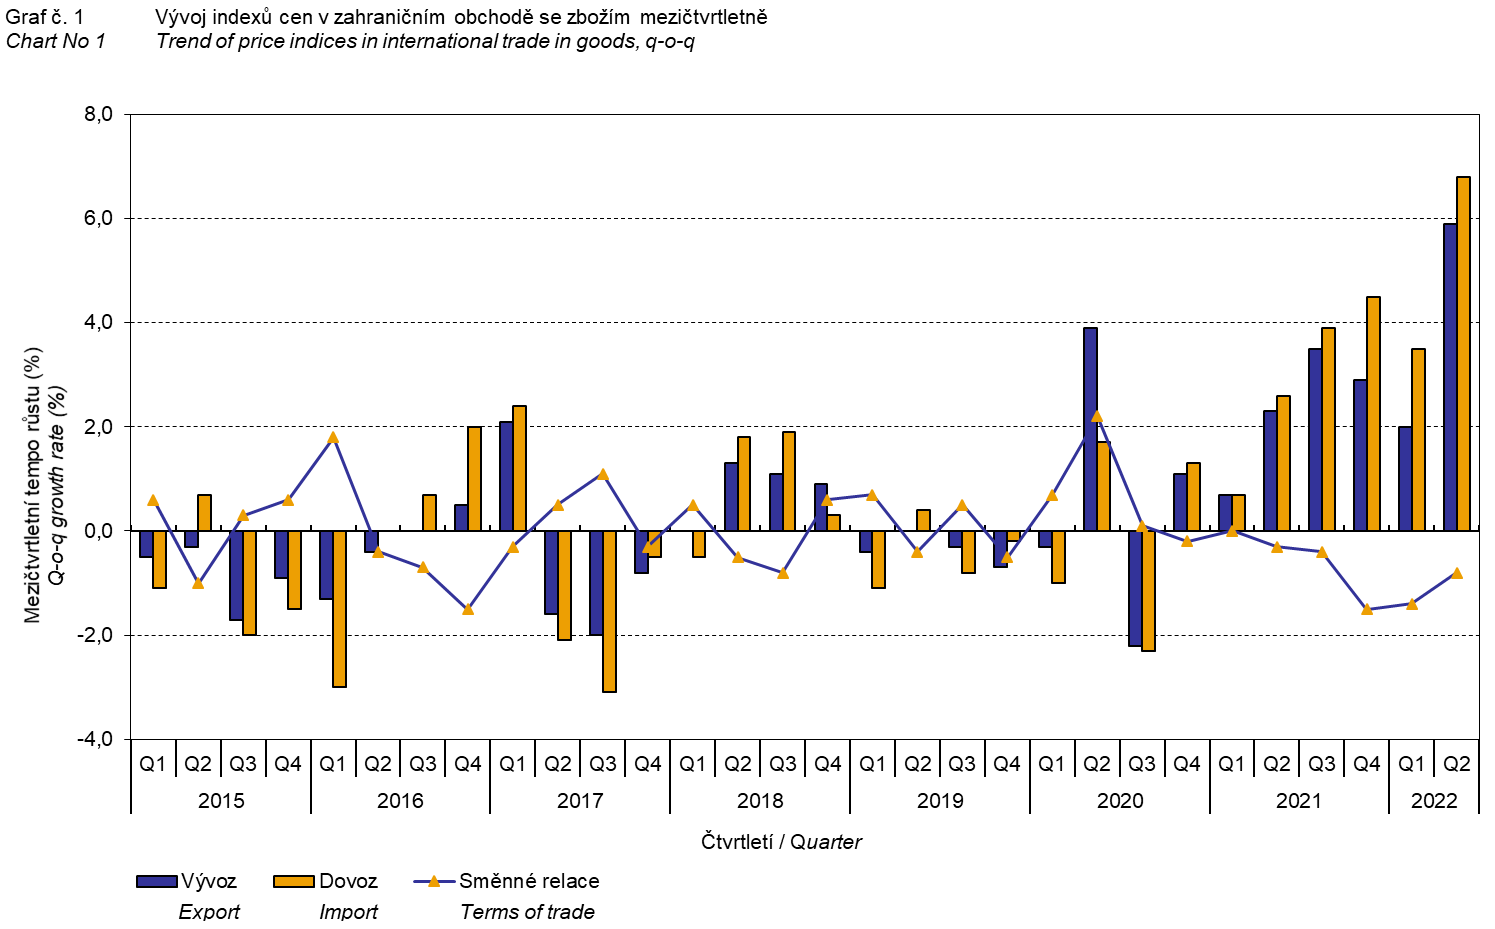 Graf č. 1 Vývoj indexů cen v zahraničním obchodě se zbožím mezičtvrtletně
Chart No 1 Trend of price indices in international trade in goods, q-o-q
8,0
6,0
4,0
2,0
0,0
-2,0
-4,0
Mezičtvrtletní tempo růstu (%)
Q-o-q growth rate (%)
Q1 Q2 Q3 Q4 Q1 Q2 Q3 Q4 Q1 Q2 Q3 Q4 Q1 Q2 Q3 Q4 Q1 Q2 Q3 Q4 Q1 Q2 Q3 Q4 Q1 Q2 Q3 Q4 Q1 Q2
2015 2016 2017 2018 2019 2020 2021 2022
Čtvrtletí / Quarter
Vývoz Dovoz Směnné relace
Export Import Terms of trade